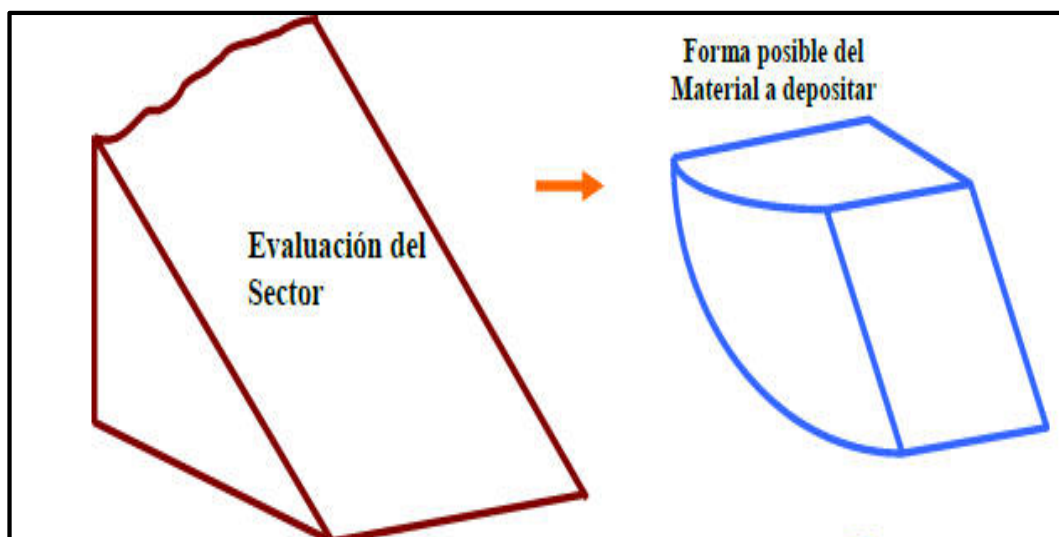 Forma posible del
Material a depositar
Evaluación del
Sector